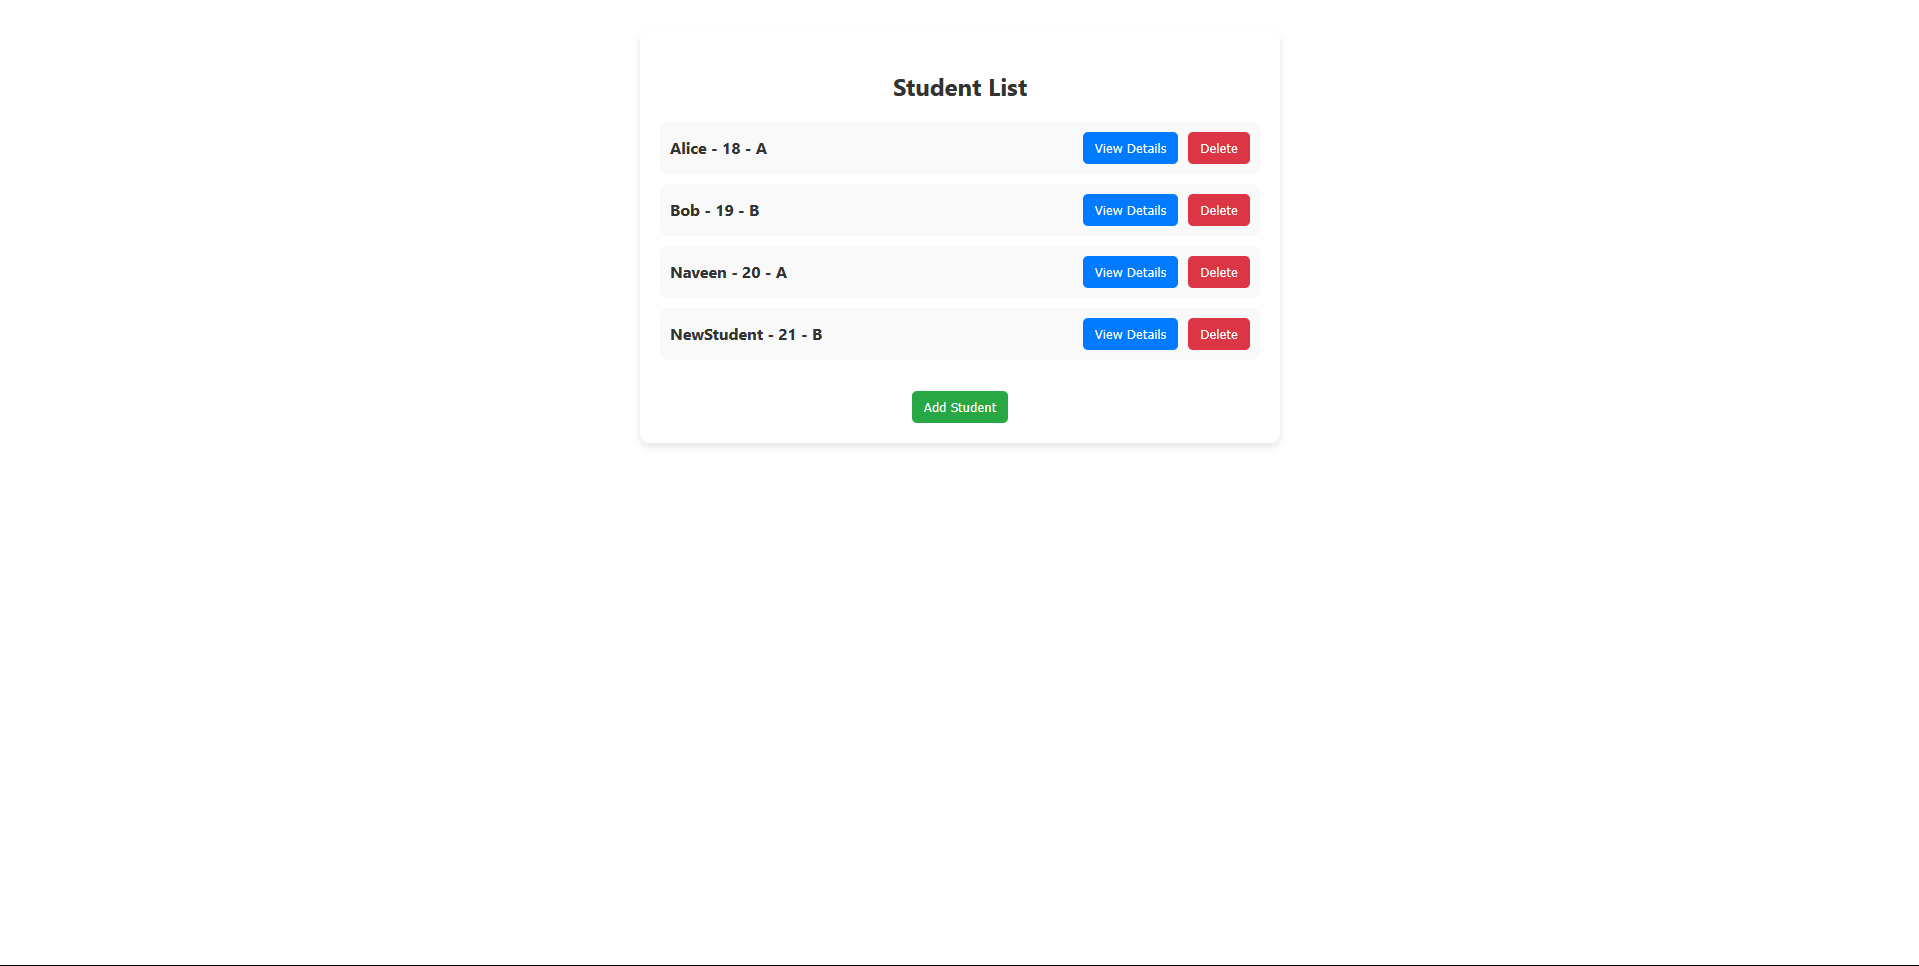 Student List
Alice - 18 - A View Details Delete
Bob - 19 - B View Details Delete
Naveen - 20 - A View Details Delete
NewStudent - 21 - B View Details Delete
Add Student